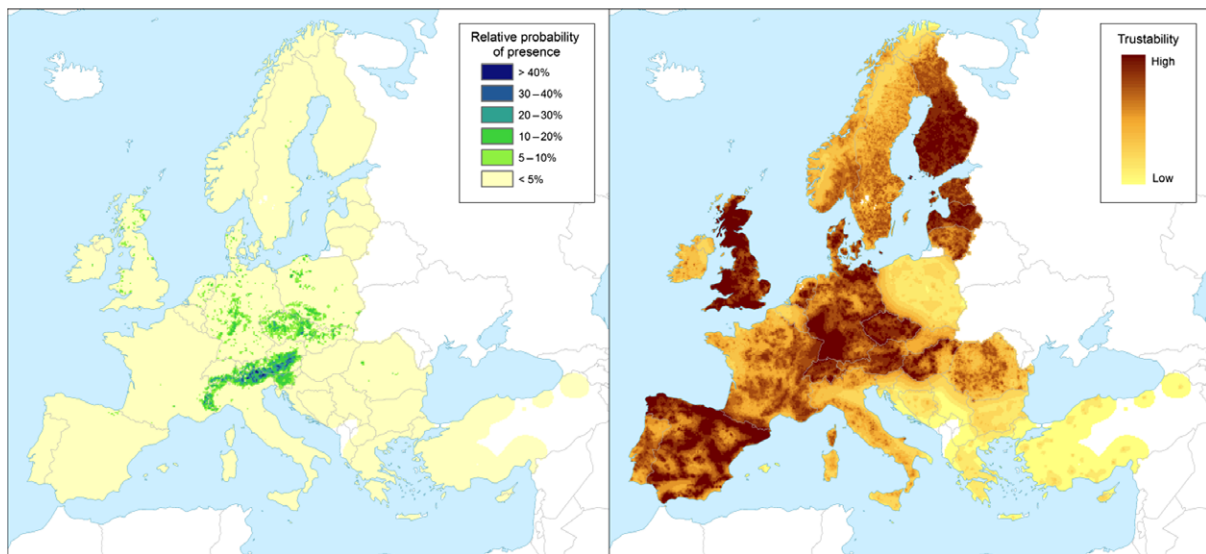 Relative probability
of presence
> 40%
30 – 40%
20 – 30%
10 – 20%
5 – 10%
< 5%
Trustability
High
Low